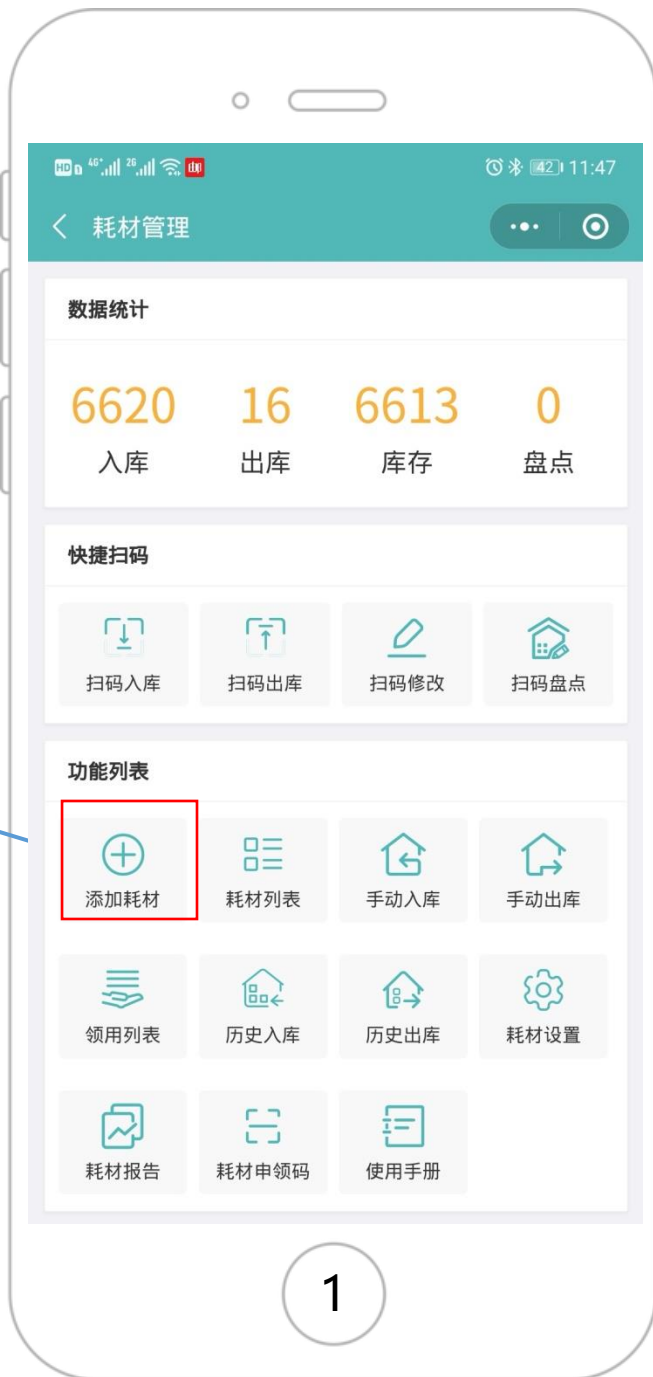 HD 4G+ 2G 42 11:47
耗材管理
数据统计
6620 16 6613 0
入库 出库 库存 盘点
快捷扫码
扫码入库 扫码出库 扫码修改 扫码盘点
功能列表
添加耗材 耗材列表 手动入库 手动出库
领用列表 历史入库 历史出库 耗材设置
耗材报告 耗材申领码 使用手册
1